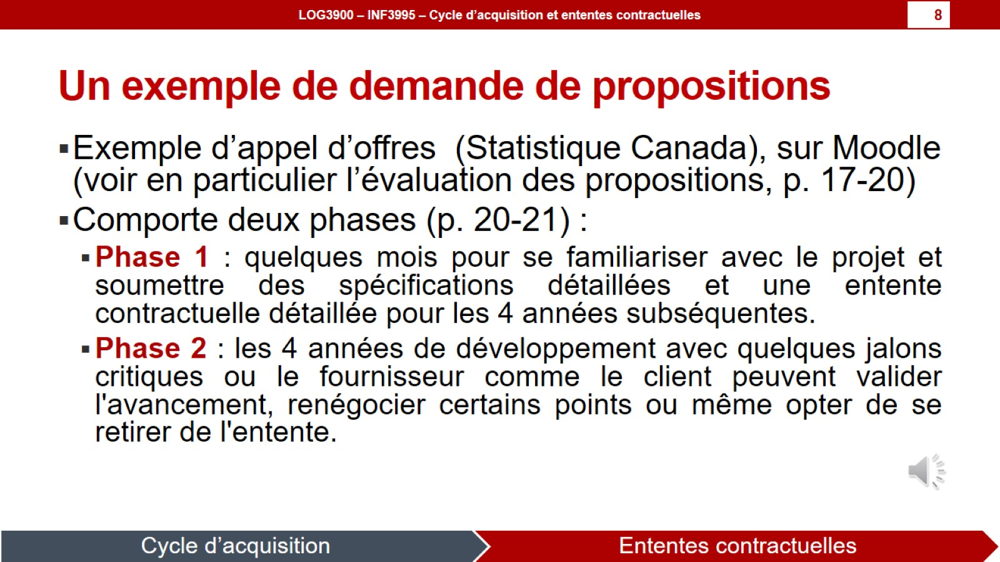 LOG3900 – INF3995 – Cycle d’acquisition et ententes contractuelles
8
Un exemple de demande de propositions
▪Exemple d’appel d’offres (Statistique Canada), sur Moodle
(voir en particulier l’évaluation des propositions, p. 17-20)
▪Comporte deux phases (p. 20-21) :
▪Phase 1 : quelques mois pour se familiariser avec le projet et
soumettre des spécifications détaillées et une entente
contractuelle détaillée pour les 4 années subséquentes.
▪Phase 2 : les 4 années de développement avec quelques jalons
critiques ou le fournisseur comme le client peuvent valider
l'avancement, renégocier certains points ou même opter de se
retirer de l'entente.
Cycle d’acquisition
Ententes contractuelles